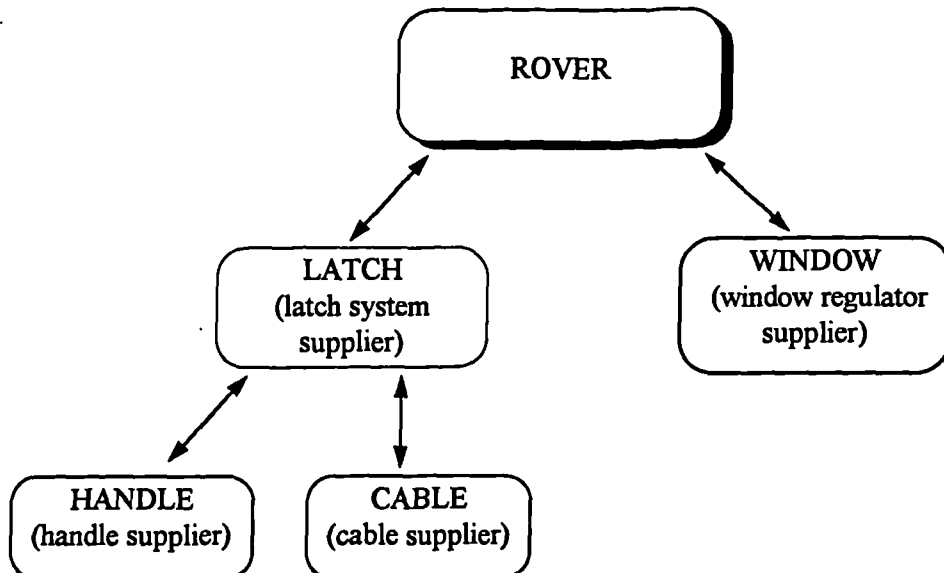 ROVER
LATCH
(latch system
supplier)
WINDOW
(window regulator
supplier)
HANDLE
(handle supplier)
CABLE
(cable supplier)